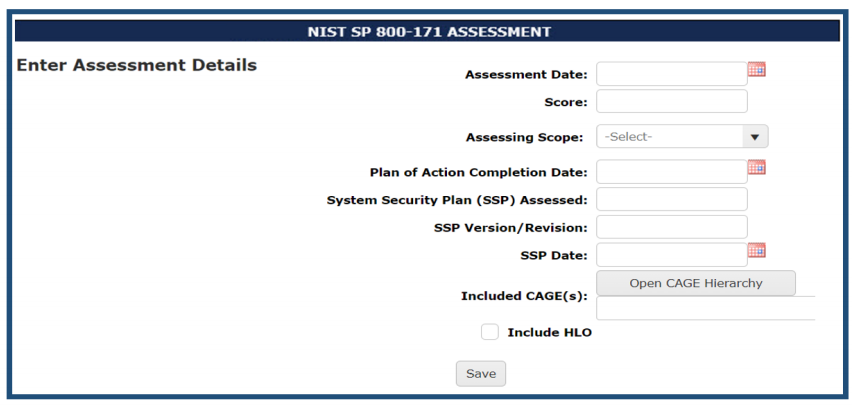 NIST SP 800-171 ASSESSMENT
Enter Assessment Details
Assessment Date:
Score:
Assessing Scope: -Select-
Plan of Action Completion Date:
System Security Plan (SSP) Assessed:
SSP Version/Revision:
SSP Date:
Open CAGE Hierarchy
Included CAGE(s):
Include HLO
Save